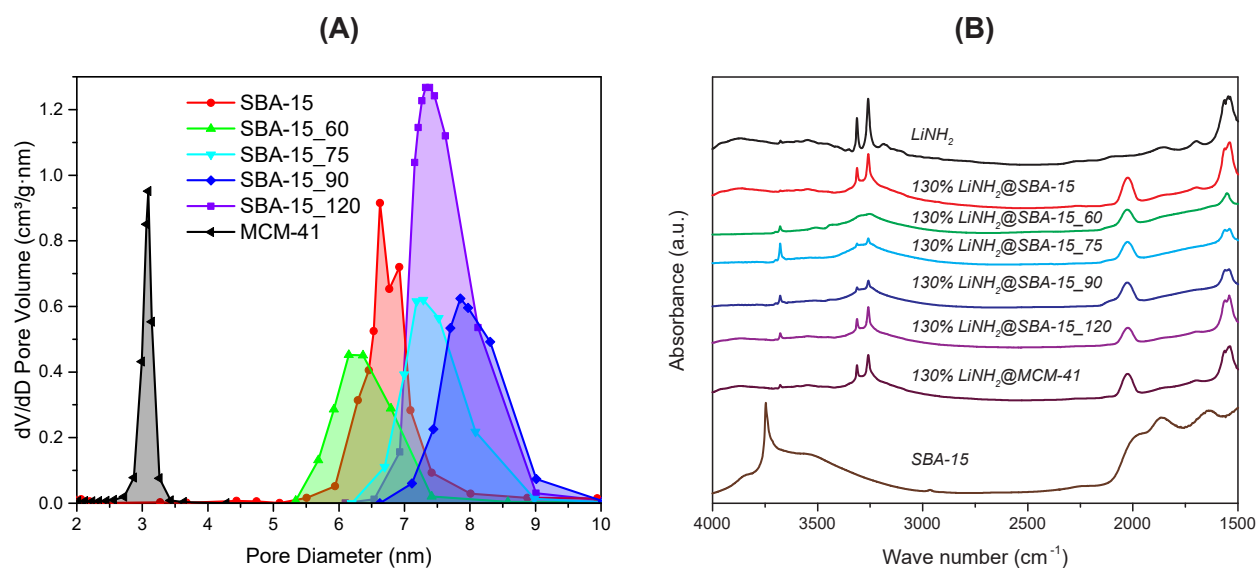 (A)
dV/dD Pore Volume (cm³/g·nm)
1.2
1.0
0.8
0.6
0.4
0.2
0.0
2
3
4
5
6
7
8
9
10
Pore Diameter (nm)
SBA-15
SBA-15_60
SBA-15_75
SBA-15_90
SBA-15_120
MCM-41
(B)
Absorbance (a.u.)
LiNH₂
130% LiNH₂@SBA-15
130% LiNH₂@SBA-15_60
130% LiNH₂@SBA-15_75
130% LiNH₂@SBA-15_90
130% LiNH₂@SBA-15_120
130% LiNH₂@MCM-41
SBA-15
4000
3500
3000
2500
2000
1500
Wave number (cm⁻¹)